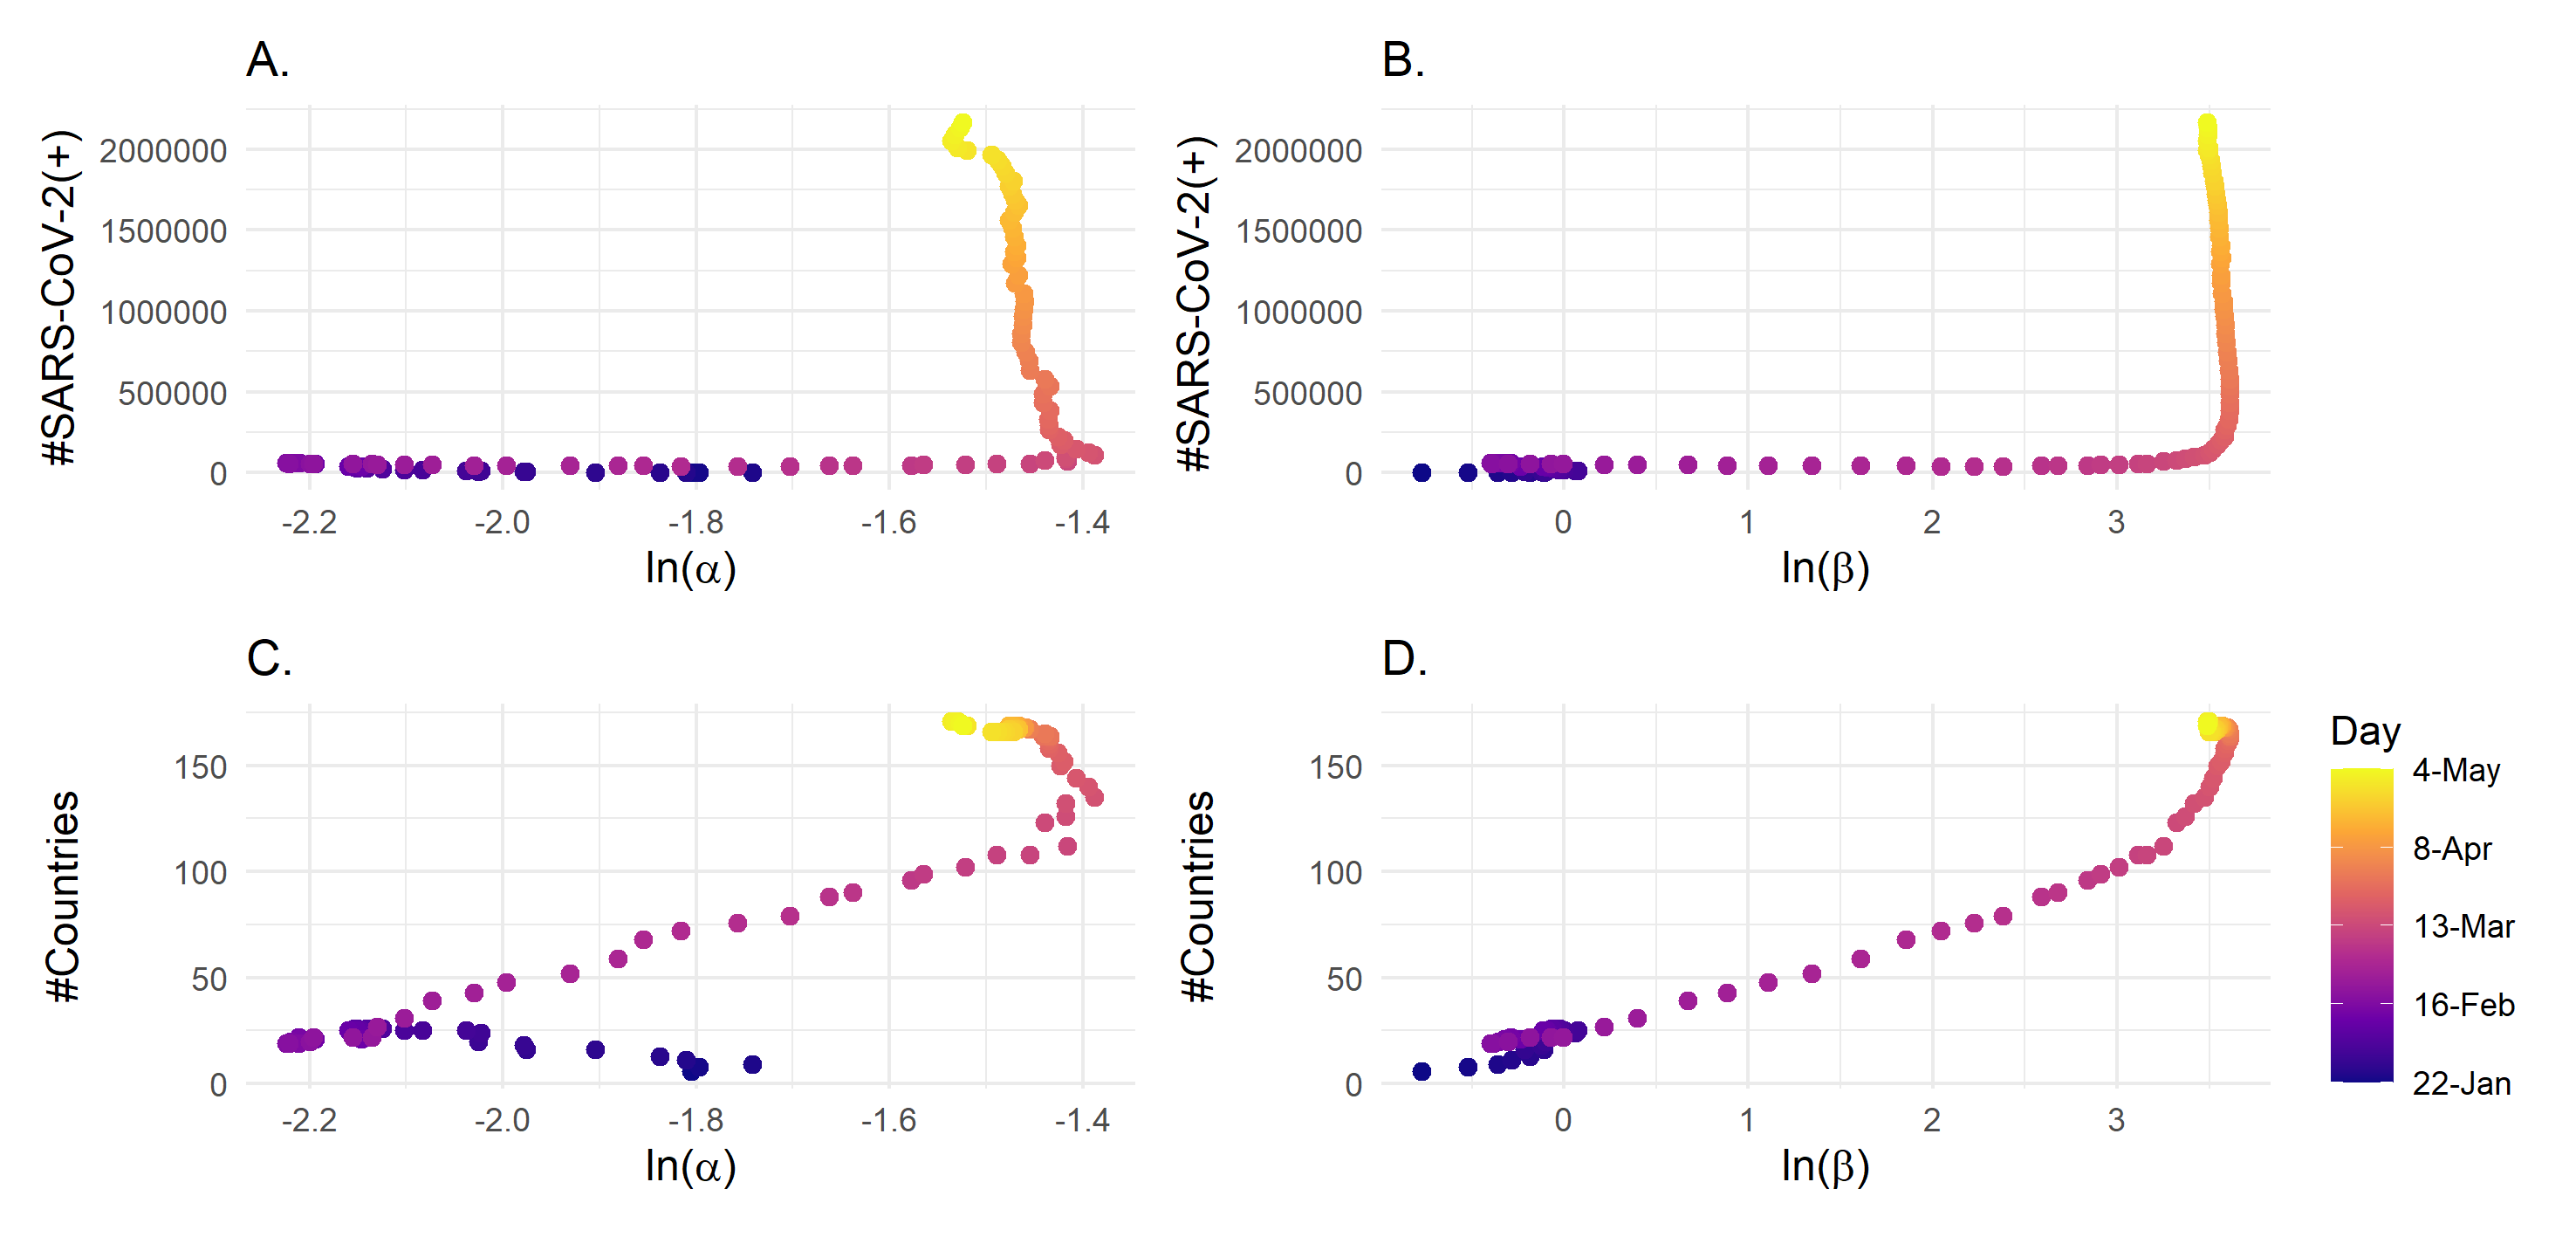 A.
#SARS-CoV-2(+)
2000000
1500000
1000000
500000
0
-2.2 -2.0 -1.8 -1.6 -1.4
ln(α)
B.
#SARS-CoV-2(+)
2000000
1500000
1000000
500000
0
0 1 2 3
ln(β)
C.
#Countries
150
100
50
0
-2.2 -2.0 -1.8 -1.6 -1.4
ln(α)
D.
#Countries
150
100
50
0
0 1 2 3
ln(β)
Day
4-May
8-Apr
13-Mar
16-Feb
22-Jan